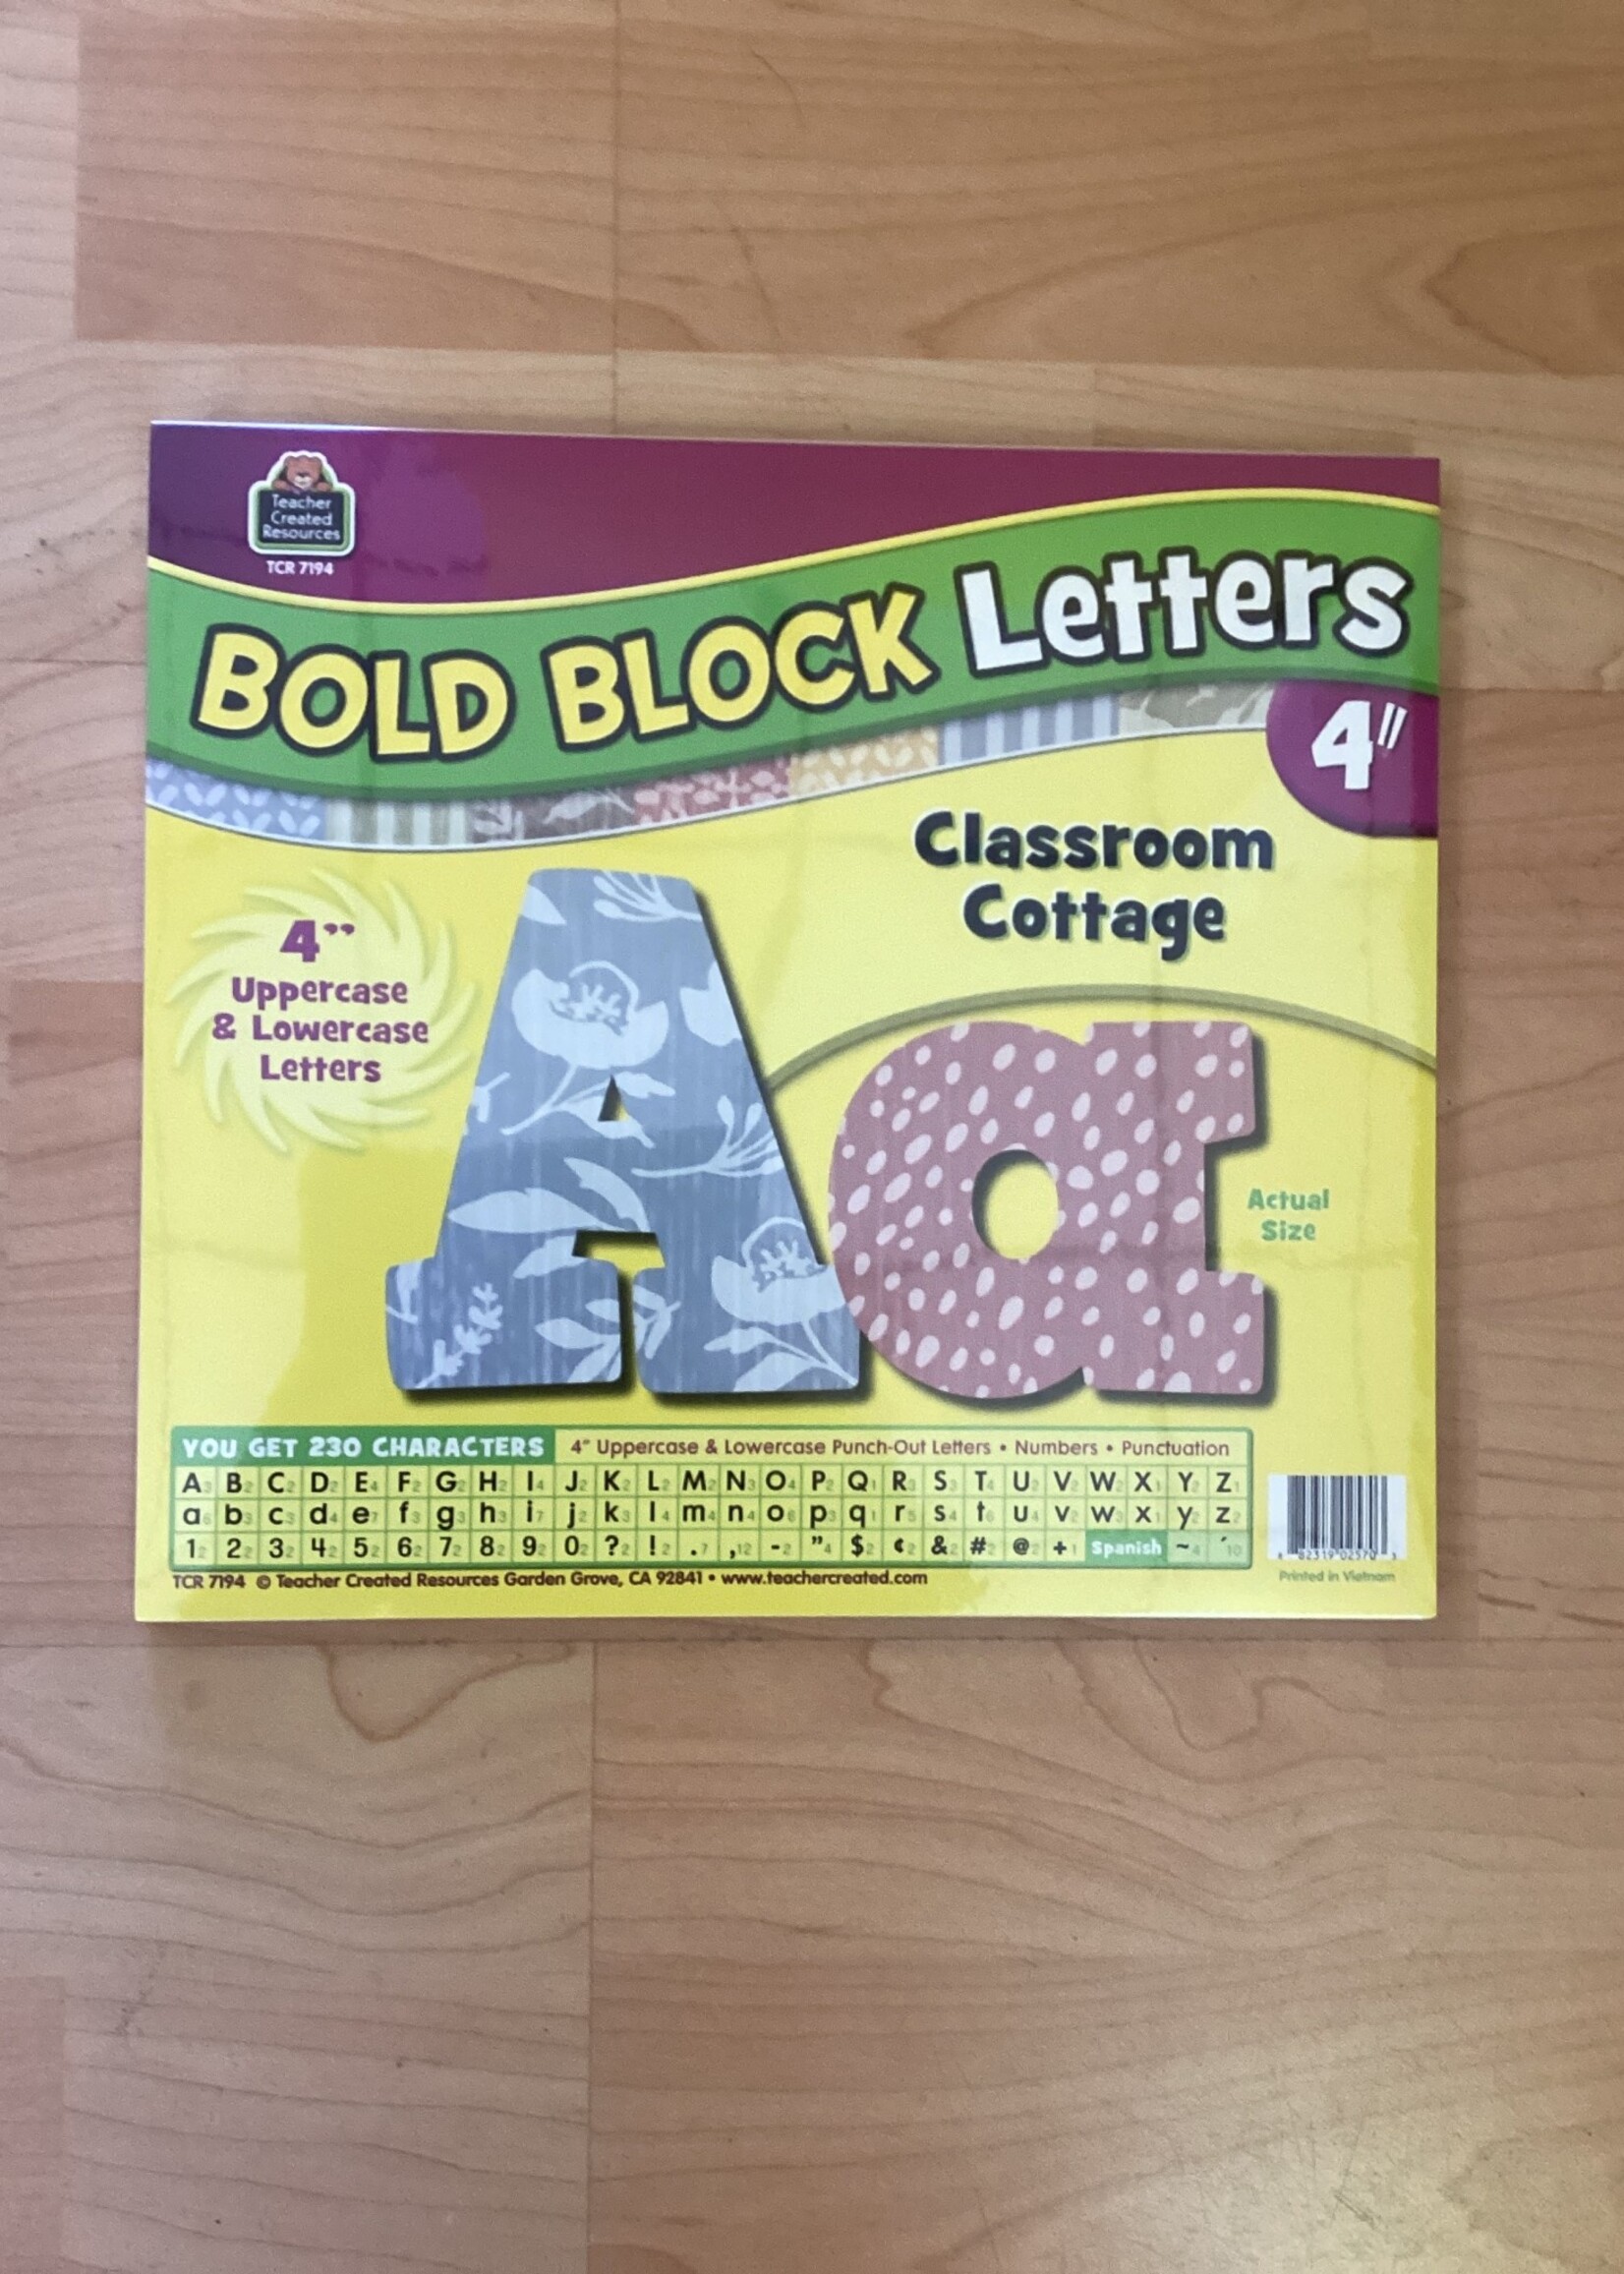 Teacher
Created
Resources
TCR 7194
BOLD BLOCK Letters
4"
Classroom
Cottage
4"
Uppercase
& Lowercase
Letters
Aa
Actual
Size
YOU GET 230 CHARACTERS 4" Uppercase & Lowercase Punch-Out Letters • Numbers • Punctuation
A B C D E F G H I J K L M N O P Q R S T U V W X Y Z
a b c d e f g h i j k l m n o p q r s t u v w x y z
1 2 3 4 5 6 7 8 9 0 ? ! . , - " $ ¢ & # @ + Spanish ~ ´
TCR 7194 © Teacher Created Resources Garden Grove, CA 92841 • www.teachercreated.com
Printed in Vietnam